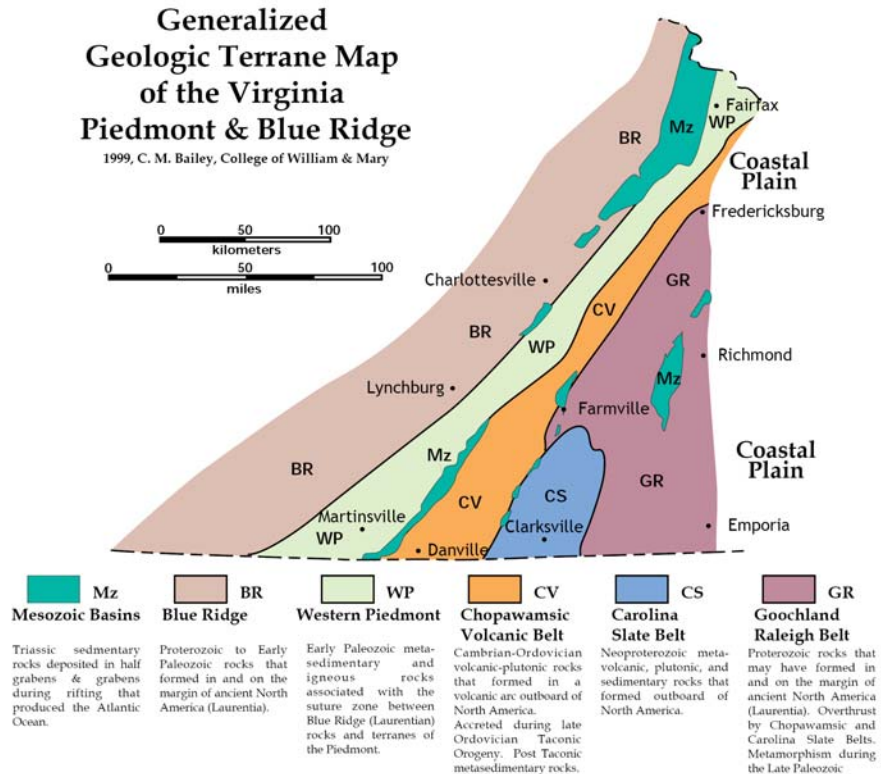 Generalized
Geologic Terrane Map
of the Virginia
Piedmont & Blue Ridge
1999, C. M. Bailey, College of William & Mary
0 50 100
kilometers
0 50 100
miles
Fairfax
WP
Mz
BR
Coastal
Plain
Fredericksburg
Charlottesville
GR
CV
BR
WP
Richmond
Mz
Lynchburg
Farmville
Coastal
Plain
Mz
BR
GR
CS
CV
Martinsville
Clarksville
Emporia
WP
Danville
Mz
Mesozoic Basins
Triassic sedmentary
rocks deposited in half
grabens & grabens
during rifting that
produced the Atlantic
Ocean.
BR
Blue Ridge
Proterozoic to Early
Paleozoic rocks that
formed in and on the
margin of ancient North
America (Laurentia).
WP
Western Piedmont
Early Paleozoic meta-
sedimentary and
igneous rocks
associated with the
suture zone between
Blue Ridge (Laurentian)
rocks and terranes of
the Piedmont.
CV
Chopawamsic
Volcanic Belt
Cambrian-Ordovician
volcanic-plutonic rocks
that formed in a
volcanic arc outboard of
North America.
Accreted during late
Ordovician Taconic
Orogeny. Post Taconic
metasedimentary rocks.
CS
Carolina
Slate Belt
Neoproterozoic meta-
volcanic, plutonic, and
sedimentary rocks that
formed outboard of
North America.
GR
Goochland
Raleigh Belt
Proterozoic rocks that
may have formed in
and on the margin of
ancient North America
(Laurentia). Overthrust
by Chopawamsic and
Carolina Slate Belts.
Metamorphism during
the Late Paleozoic